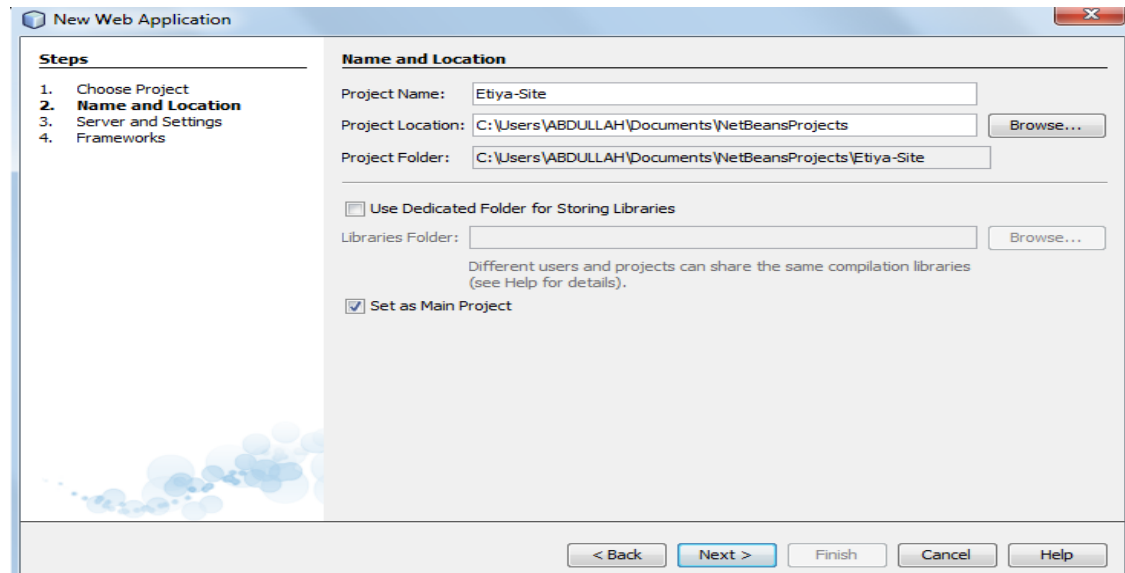 New Web Application
Steps
1. Choose Project
2. Name and Location
3. Server and Settings
4. Frameworks
Name and Location
Project Name: Etiya-Site
Project Location: C:\Users\ABDULLAH\Documents\NetBeansProjects Browse...
Project Folder: C:\Users\ABDULLAH\Documents\NetBeansProjects\Etiya-Site
Use Dedicated Folder for Storing Libraries
Libraries Folder: Browse...
Different users and projects can share the same compilation libraries
(see Help for details).
Set as Main Project
< Back Next > Finish Cancel Help